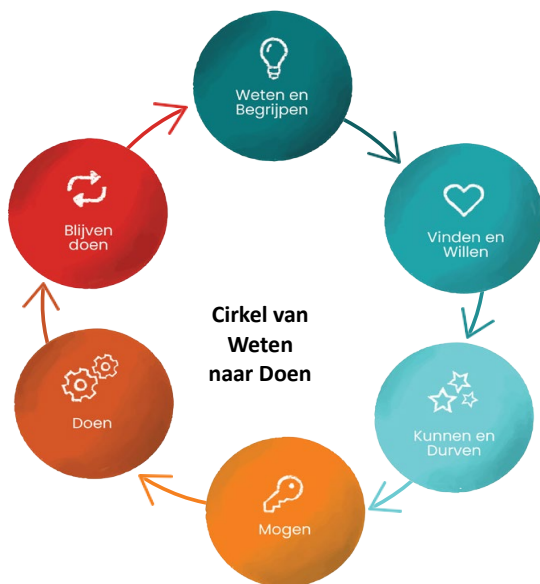 Weten en
Begrijpen
Vinden en
Willen
Kunnen en
Durven
Mogen
Doen
Blijven
doen
Cirkel van
Weten
naar Doen